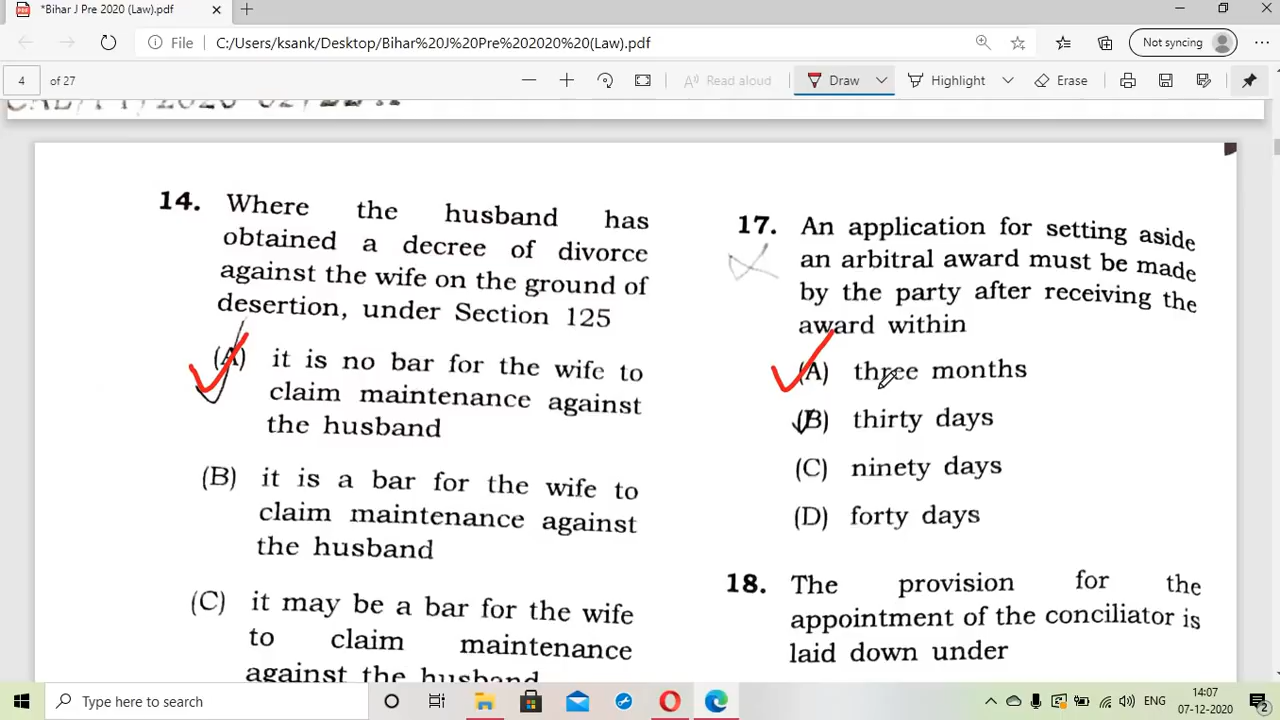 *Bihar J Pre 2020 (Law).pdf
File C:/Users/ksank/Desktop/Bihar%20J%20Pre%202020%20(Law).pdf Not syncing
4 of 27 Read aloud Draw Highlight Erase
14. Where the husband has
obtained a decree of divorce
against the wife on the ground of
desertion, under Section 125
(A) it is no bar for the wife to
claim maintenance against
the husband
(B) it is a bar for the wife to
claim maintenance against
the husband
(C) it may be a bar for the wife
to claim maintenance
against the husband
17. An application for setting aside
an arbitral award must be made
by the party after receiving the
award within
(A) three months
(B) thirty days
(C) ninety days
(D) forty days
18. The provision for the
appointment of the conciliator is
laid down under
Type here to search
ENG
14:07
07-12-2020
2